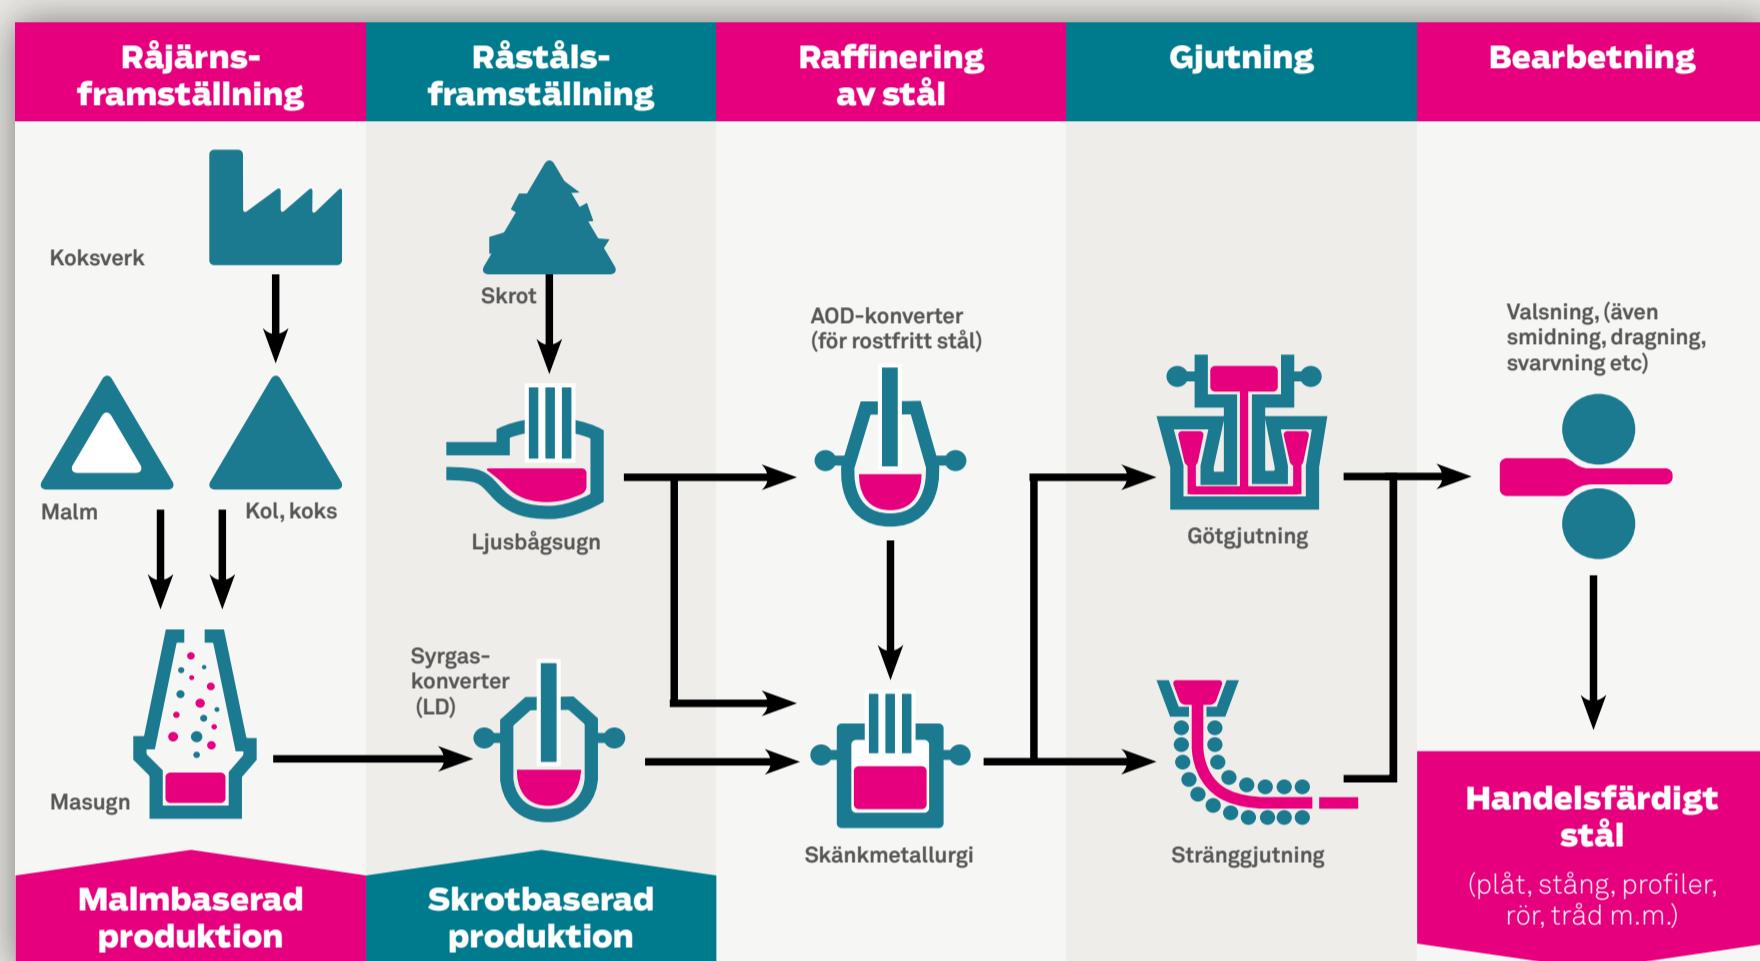 Råjärns-
framställning
Råståls-
framställning
Raffinering
av stål
Gjutning
Bearbetning
Koksverk
Malm
Kol, koks
Masugn
Malmbaserad
produktion
Skrot
Ljusbågsugn
Syrgas-
konverter
(LD)
Skrotbaserad
produktion
AOD-konverter
(för rostfritt stål)
Skänkmetallurgi
Götgjutning
Stränggjutning
Valsning, (även
smidning, dragning,
svarvning etc)
Handelsfärdigt
stål
(plåt, stång, profiler,
rör, tråd m.m.)